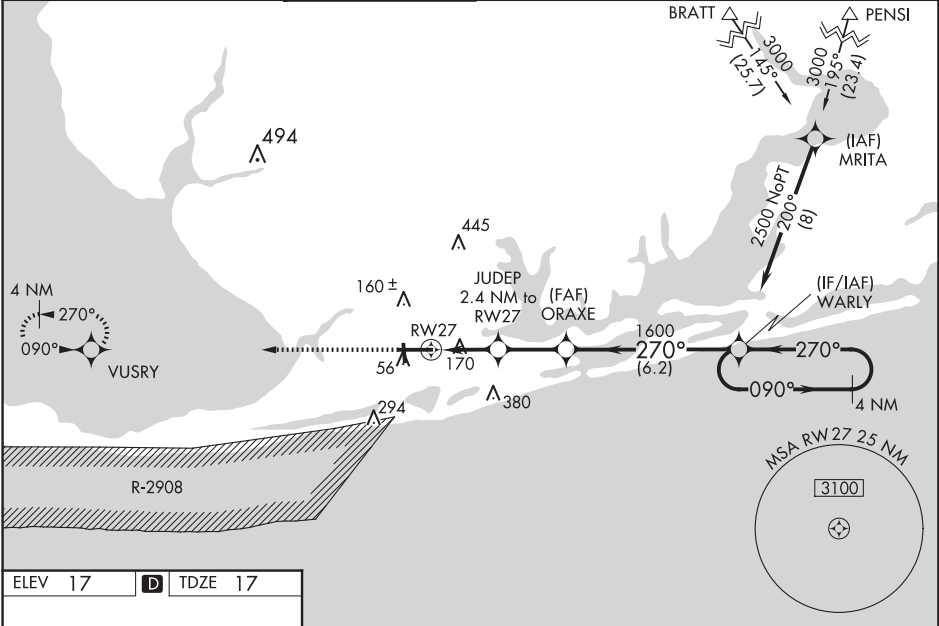 BRATT
PENSI
3000
145°
(25.7)
3000
195°
(23.4)
494
(IAF)
MRITA
2500 NoPT
200°
(8)
445
4 NM
270°
090°
VUSRY
160 ±
JUDEP
2.4 NM to
RW27
(FAF)
ORAXE
(IF/IAF)
WARLY
RW27
56
170
1600
270°
(6.2)
270°
090°
4 NM
380
294
R-2908
MSA RW27 25 NM
3100
ELEV 17 D TDZE 17